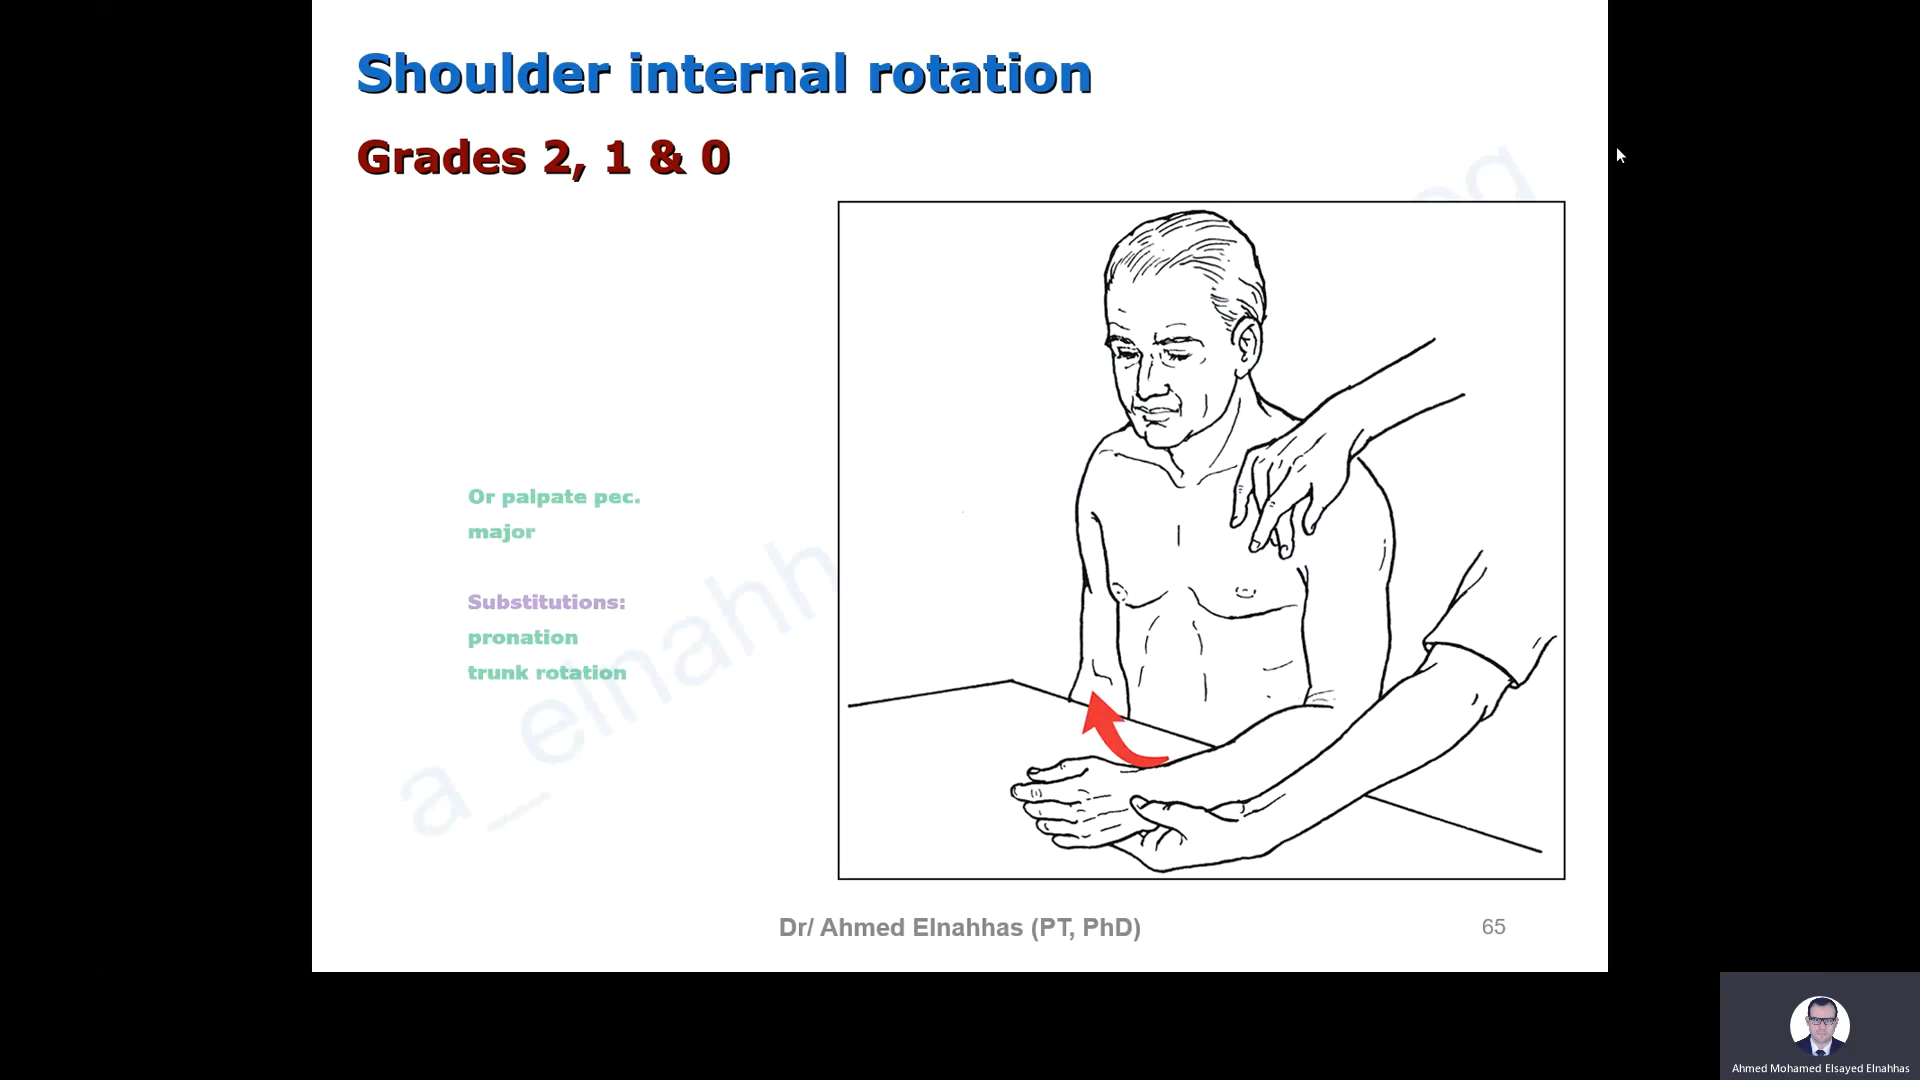 Shoulder internal rotation
Grades 2, 1 & 0
Or palpate pec.
major
Substitutions:
pronation
trunk rotation
a_elnahh
Dr/ Ahmed Elnahhas (PT, PhD)
65
Ahmed Mohamed Elsayed Elnahhas